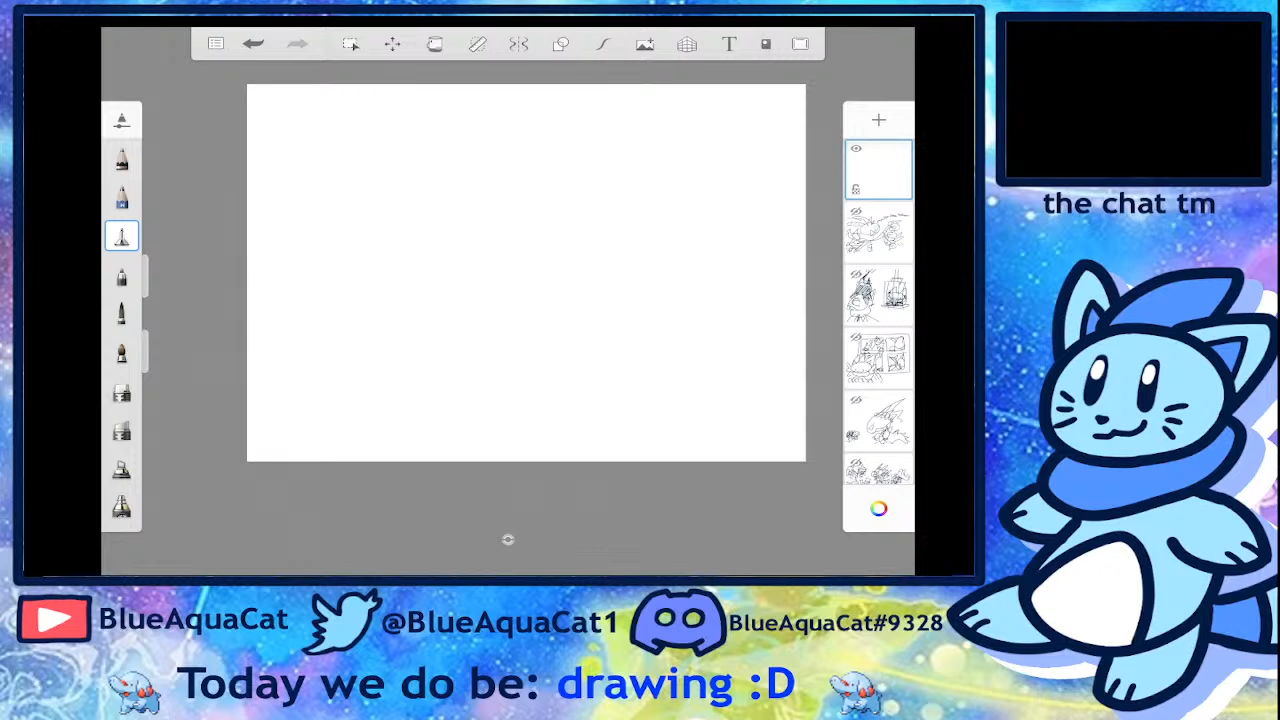 T
the chat tm
BlueAquaCat
@BlueAquaCat1
BlueAquaCat#9328
Today we do be: drawing :D